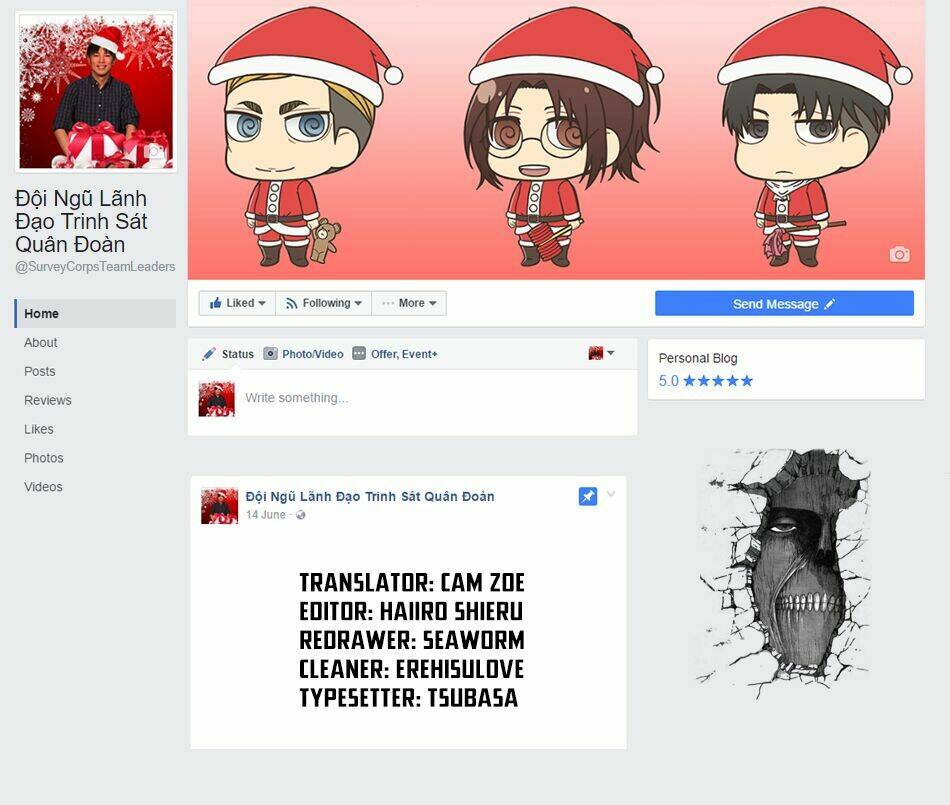 Đội Ngũ Lãnh
Đạo Trinh Sát
Quân Đoàn
@SurveyCorpsTeamLeaders
Home
About
Posts
Reviews
Likes
Photos
Videos
Liked
Following
More
Send Message
Status
Photo/Video
Offer, Event+
Write something...
Personal Blog
5.0
Đội Ngũ Lãnh Đạo Trinh Sát Quân Đoàn
14 June ·
TRANSLATOR: CAM ZOE
EDITOR: HAIIRO SHIERU
REDRAWER: SEAWORM
CLEANER: EREHISULOVE
TYPESETTER: TSUBASA